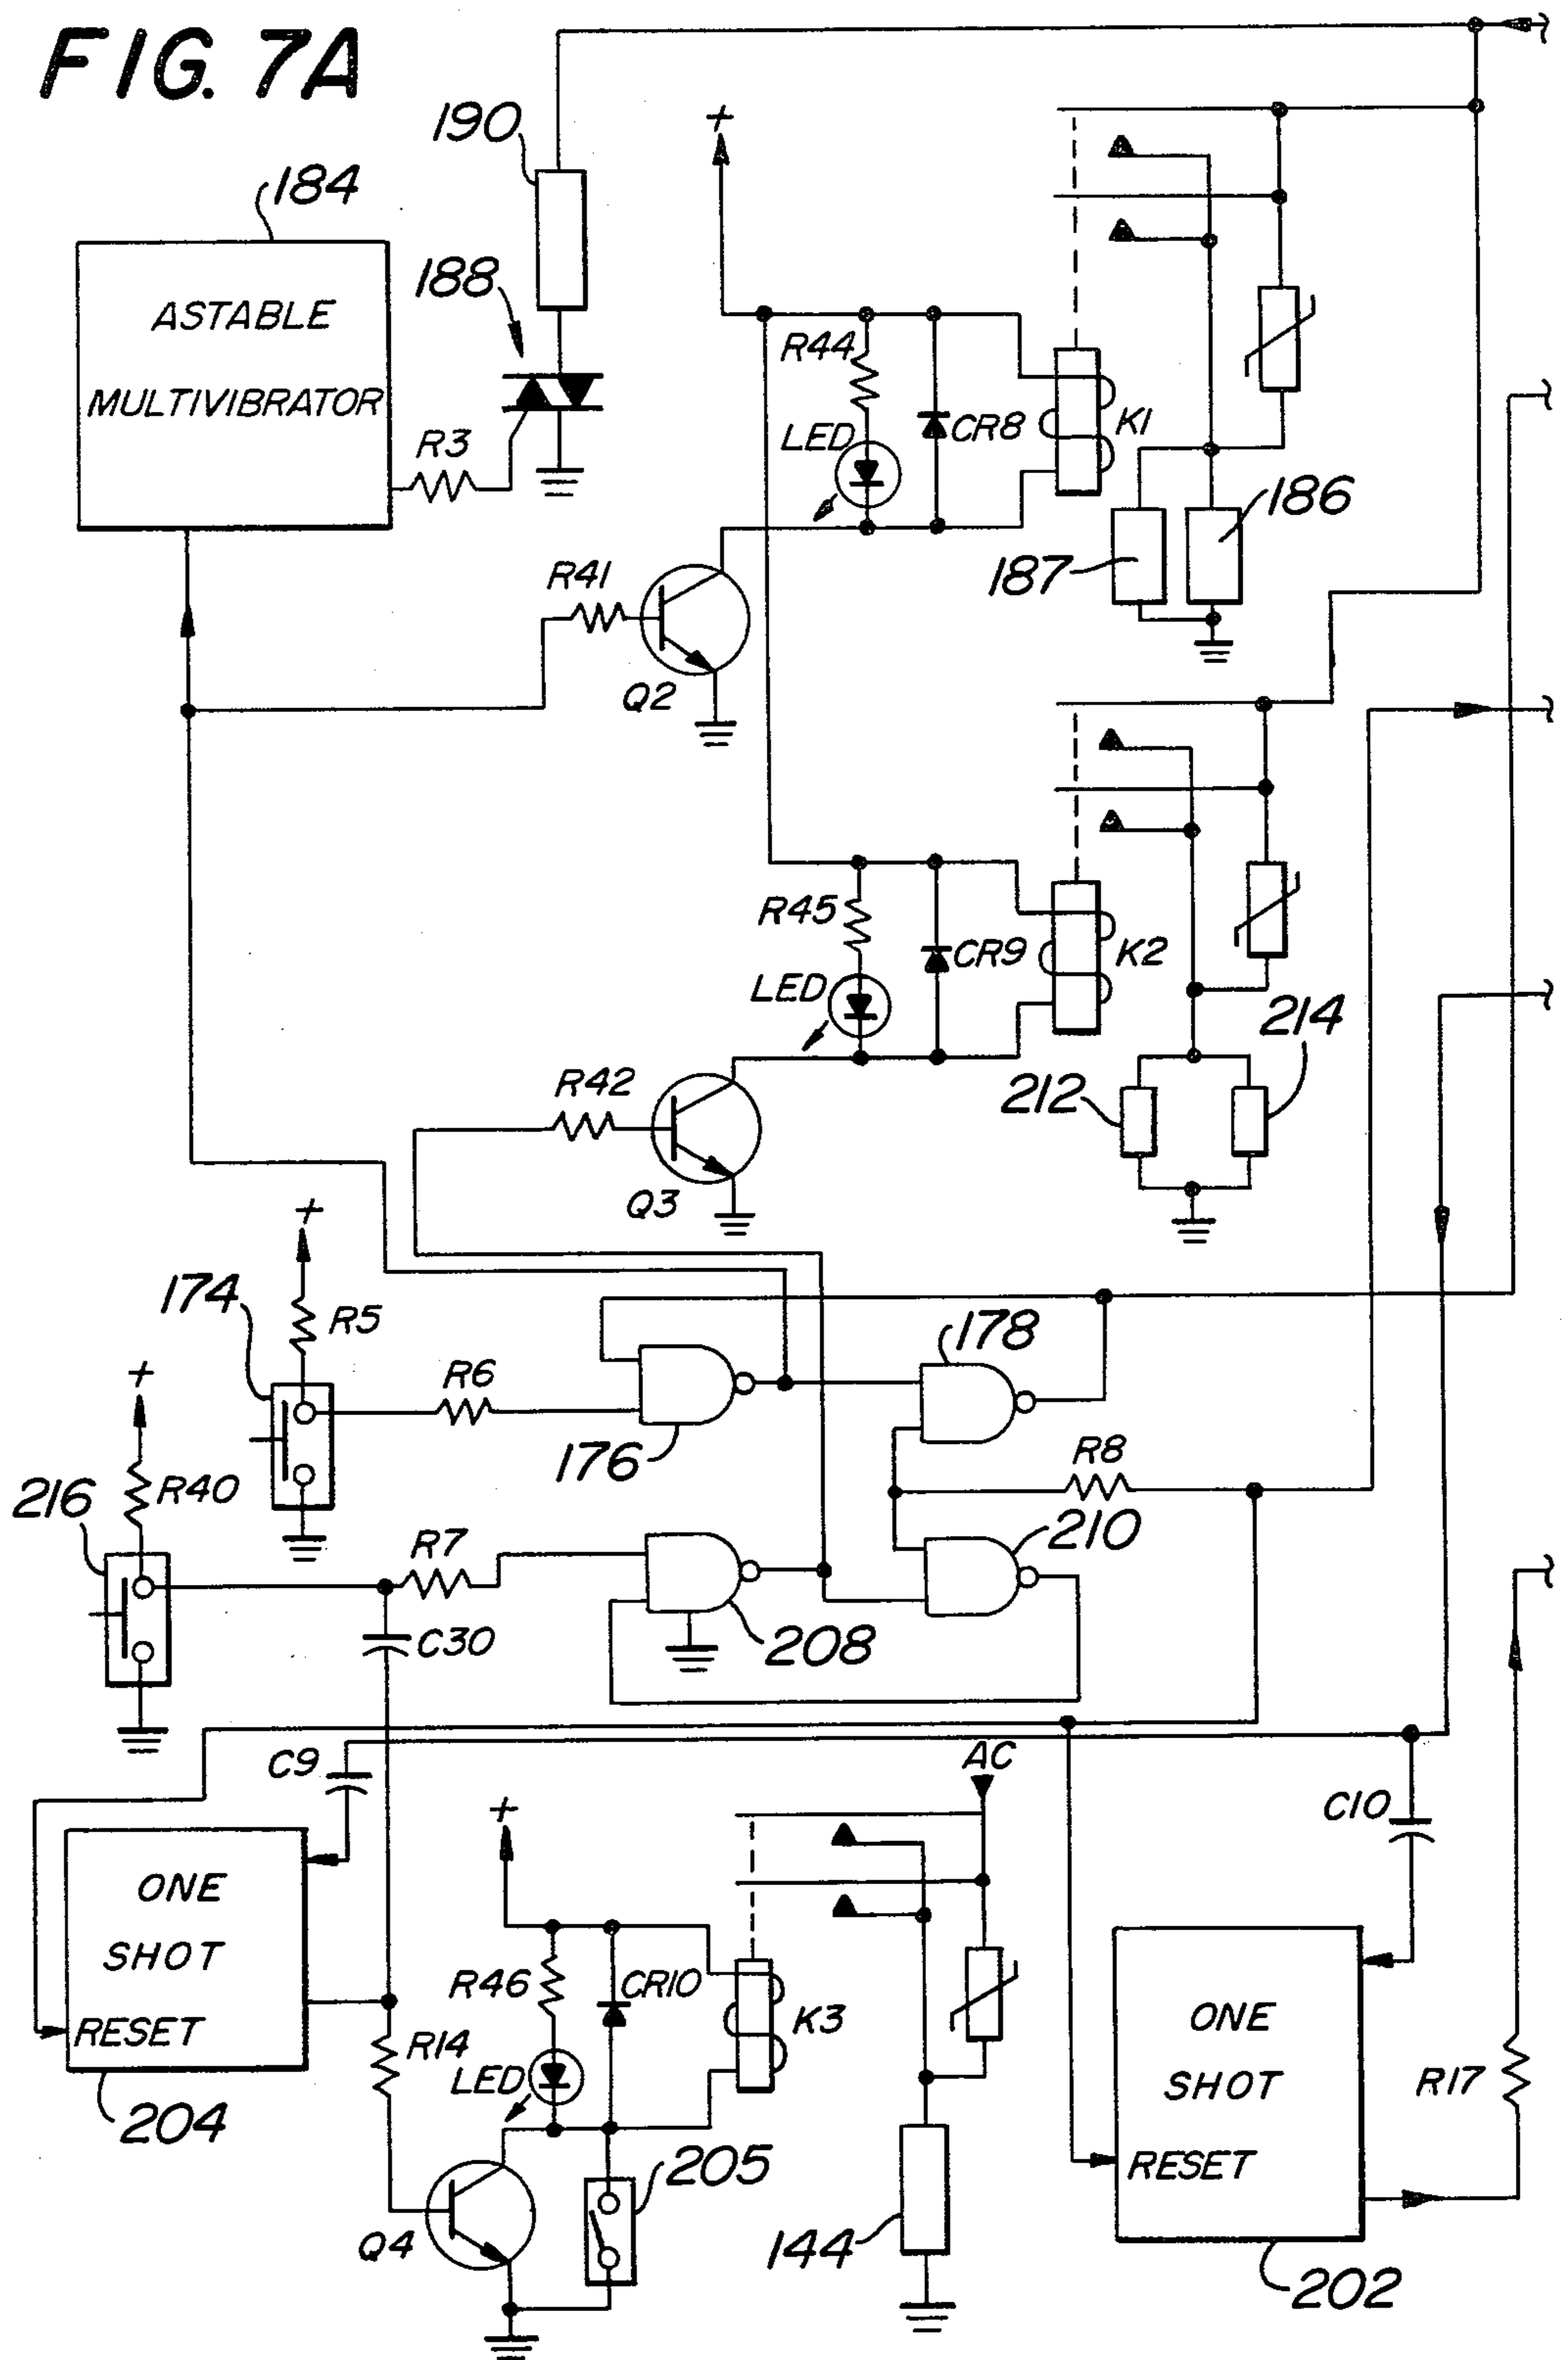 FIG. 7A
190
+
184
188
ASTABLE
MULTIVIBRATOR
R3
R44
LED
CR8
K1
186
187
R41
Q2
R45
CR9
K2
LED
214
R42
212
Q3
+
174
R5
178
+
R6
176
R8
216
R40
210
R7
208
C30
C9
AC
C10
+
ONE
SHOT
RESET
R46
CR10
K3
R14
LED
ONE
SHOT
RESET
R17
204
205
Q4
144
202